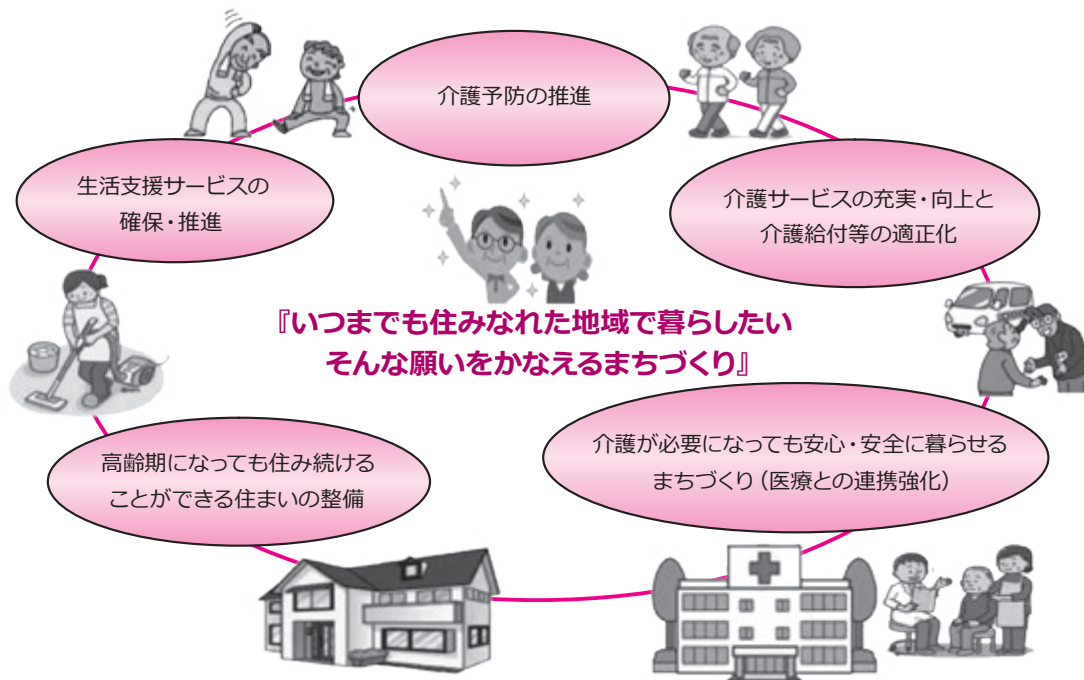 介護予防の推進
生活支援サービスの
確保・推進
介護サービスの充実・向上と
介護給付等の適正化
『いつまでも住みなれた地域で暮らしたい
そんな願いをかなえるまちづくり』
高齢期になっても住み続ける
ことができる住まいの整備
介護が必要になっても安心・安全に暮らせる
まちづくり（医療との連携強化）